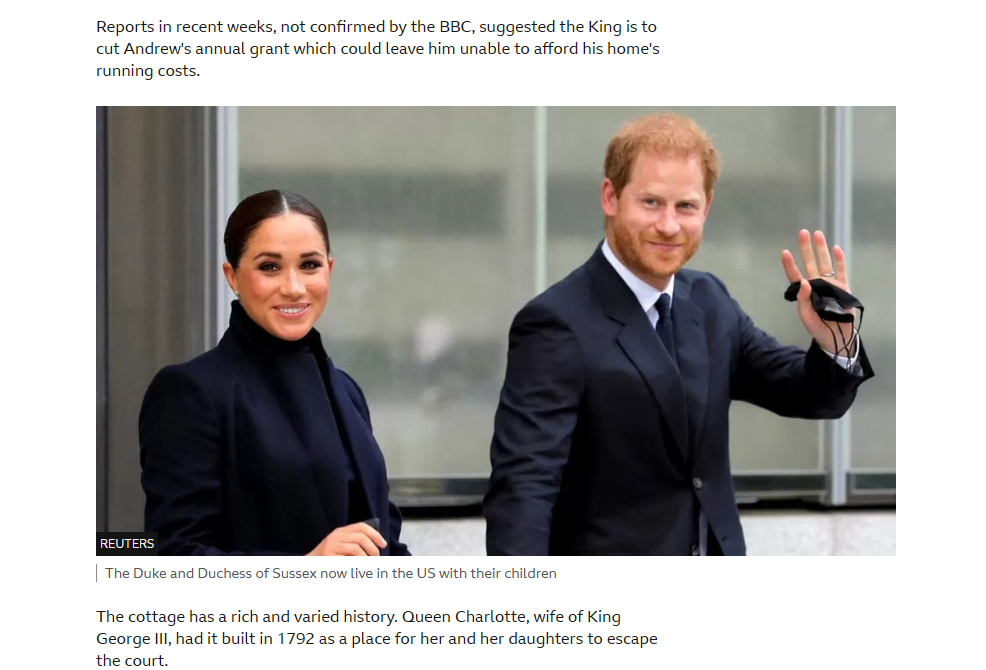 Reports in recent weeks, not confirmed by the BBC, suggested the King is to
cut Andrew's annual grant which could leave him unable to afford his home's
running costs.
REUTERS
The Duke and Duchess of Sussex now live in the US with their children
The cottage has a rich and varied history. Queen Charlotte, wife of King
George III, had it built in 1792 as a place for her and her daughters to escape
the court.